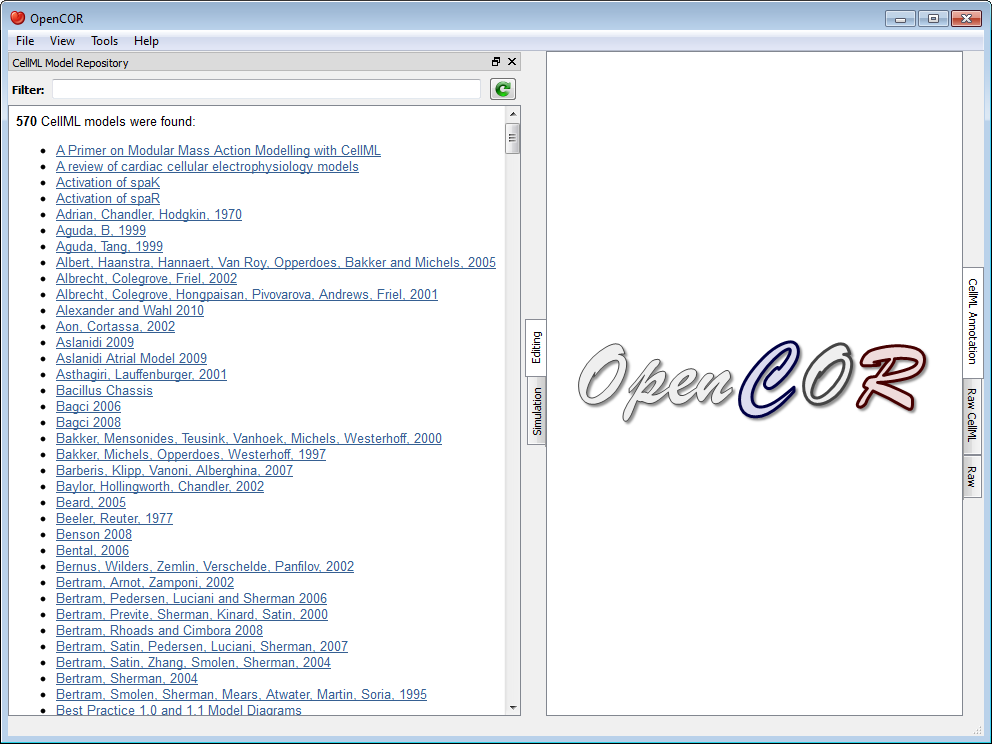 OpenCOR
File View Tools Help
CellML Model Repository
Filter:
570 CellML models were found:
A Primer on Modular Mass Action Modelling with CellML
A review of cardiac cellular electrophysiology models
Activation of spaK
Activation of spaR
Adrian, Chandler, Hodgkin, 1970
Aguda, B, 1999
Aguda, Tang, 1999
Albert, Haanstra, Hannaert, Van Roy, Opperdoes, Bakker and Michels, 2005
Albrecht, Colegrove, Friel, 2002
Albrecht, Colegrove, Hongpaisan, Pivovarova, Andrews, Friel, 2001
Alexander and Wahl 2010
Aon, Cortassa, 2002
Aslanidi 2009
Aslanidi Atrial Model 2009
Asthagiri, Lauffenburger, 2001
Bacillus Chassis
Bagci 2006
Bagci 2008
Bakker, Mensonides, Teusink, Vanhoek, Michels, Westerhoff, 2000
Bakker, Michels, Opperdoes, Westerhoff, 1997
Barberis, Klipp, Vanoni, Alberghina, 2007
Baylor, Hollingworth, Chandler, 2002
Beard, 2005
Beeler, Reuter, 1977
Benson 2008
Bental, 2006
Bernus, Wilders, Zemlin, Verschelde, Panfilov, 2002
Bertram, Arnot, Zamponi, 2002
Bertram, Pedersen, Luciani and Sherman 2006
Bertram, Previte, Sherman, Kinard, Satin, 2000
Bertram, Rhoads and Cimbora 2008
Bertram, Satin, Pedersen, Luciani, Sherman, 2007
Bertram, Satin, Zhang, Smolen, Sherman, 2004
Bertram, Sherman, 2004
Bertram, Smolen, Sherman, Mears, Atwater, Martin, Soria, 1995
Best Practice 1.0 and 1.1 Model Diagrams
Editing
Simulation
OpenCOR
CellML Annotation
Raw CellML
Raw